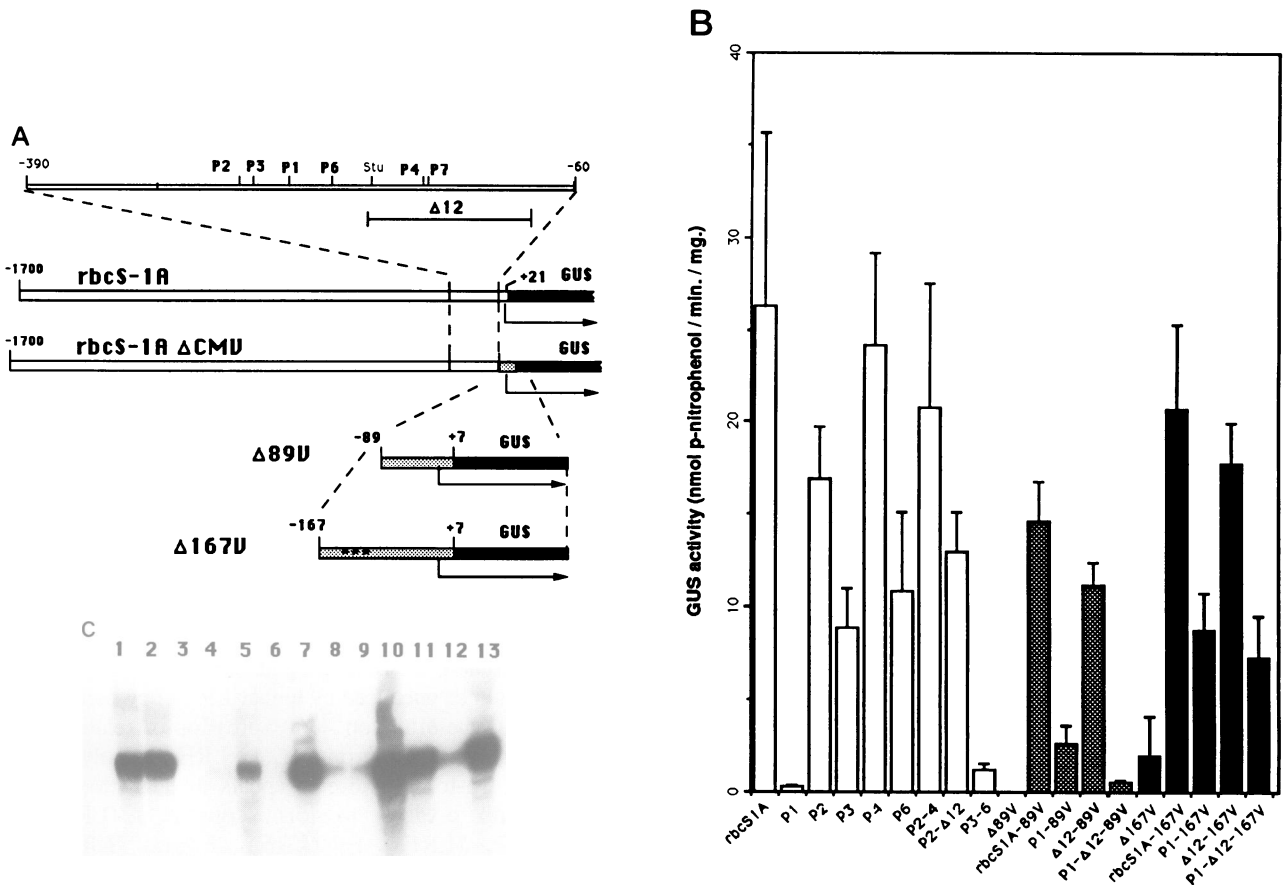 A
-390 P2 P3 P1 P6 Stu P4 P7 -60
Δ12
-1700 rbcS-1A +21 GUS
-1700 rbcS-1A ΔCMV GUS
Δ89V -89 +7 GUS
Δ167V -167 +7 GUS
***
C
1 2 3 4 5 6 7 8 9 10 11 12 13
B
GUS activity (nmol p-nitrophenol / min. / mg.)
40
30
20
10
0
rbcS1A
P1
P2
P3
P4
P6
P2-4
P2-Δ12
P3-6
Δ89V
rbcS1A-89V
P1-89V
Δ12-89V
P1-Δ12-89V
Δ167V
rbcS1A-167V
P1-167V
Δ12-167V
P1-Δ12-167V